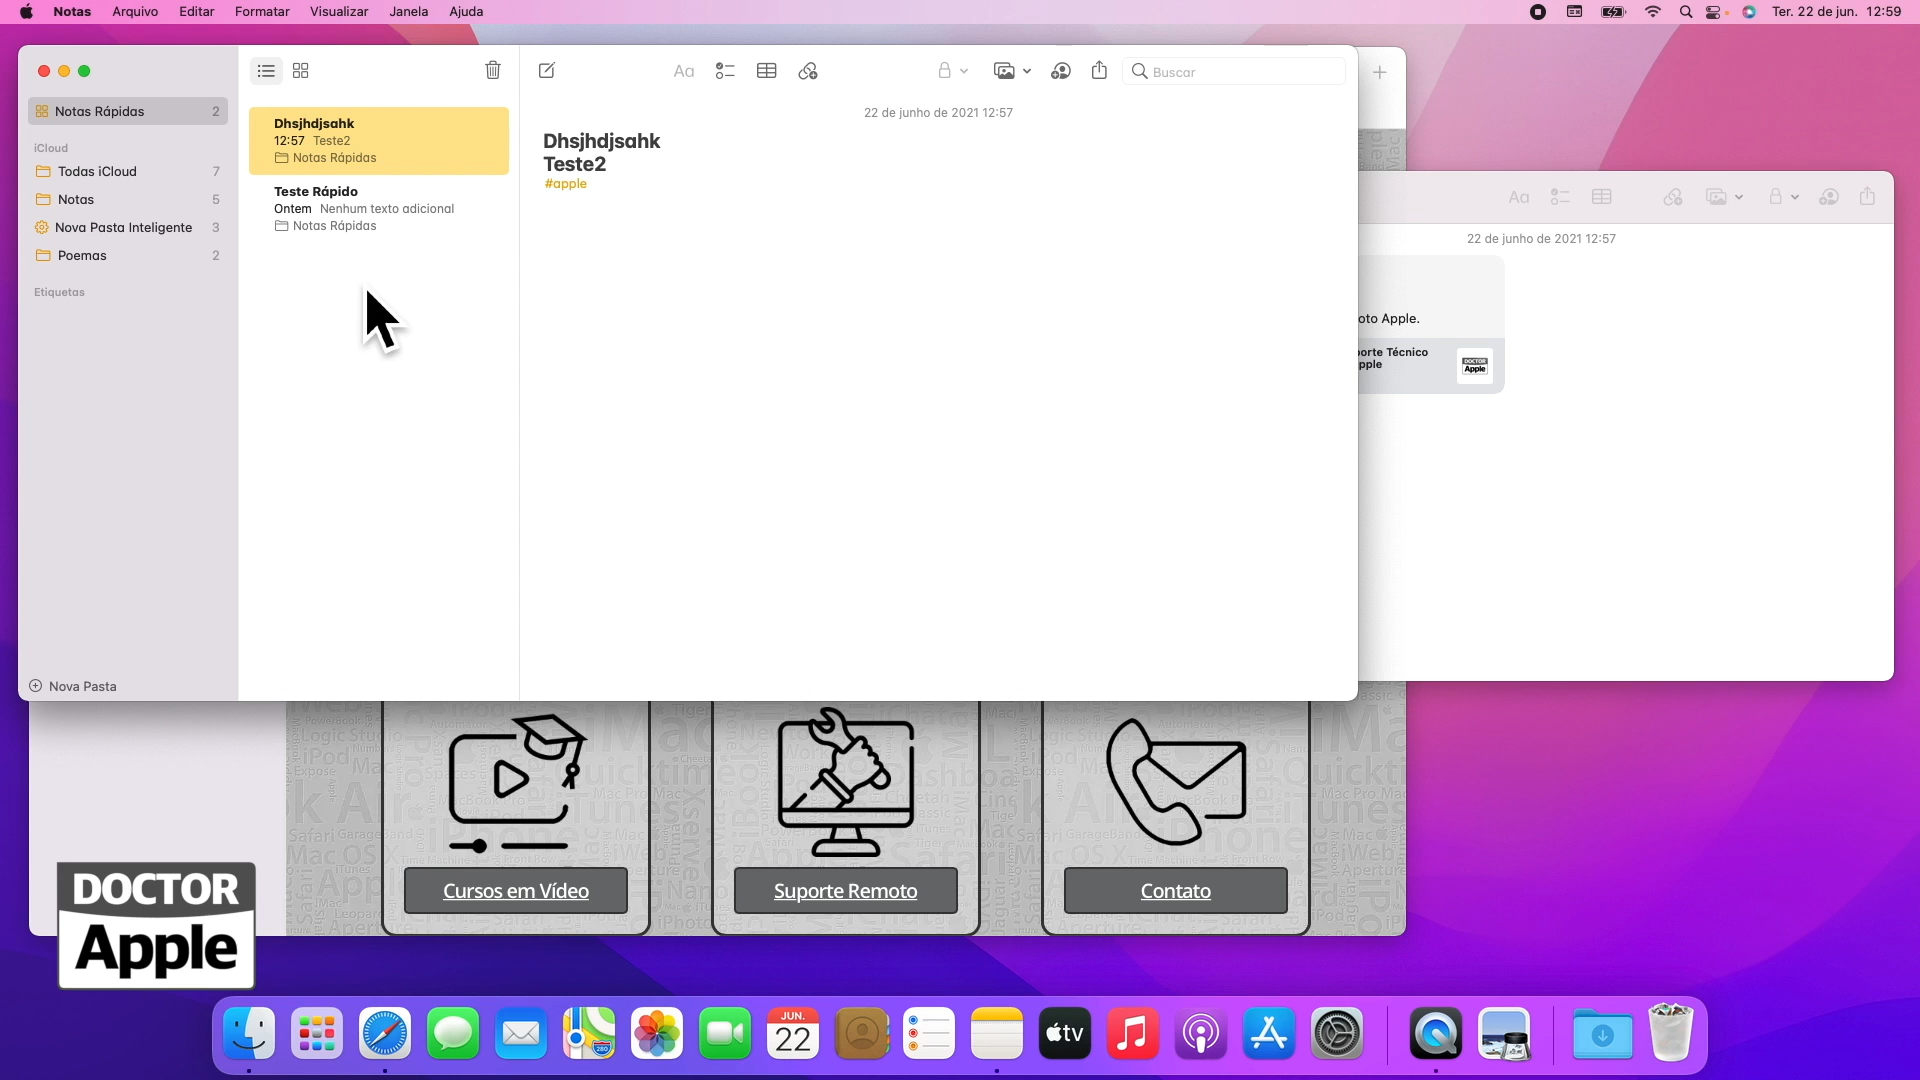 Notas Arquivo Editar Formatar Visualizar Janela Ajuda
Ter. 22 de jun. 12:59
Buscar
Notas Rápidas 2
iCloud
Todas iCloud 7
Notas 5
Nova Pasta Inteligente 3
Poemas 2
Etiquetas
Nova Pasta
Dhsjhdjsahk
12:57 Teste2
Notas Rápidas
Teste Rápido
Ontem Nenhum texto adicional
Notas Rápidas
22 de junho de 2021 12:57
Dhsjhdjsahk
Teste2
#apple
Aa
Aa
22 de junho de 2021 12:57
oto Apple.
orte Técnico
pple
DOCTOR
Apple
Cursos em Vídeo
Suporte Remoto
Contato
DOCTOR
Apple
JUN.
22
tv
280